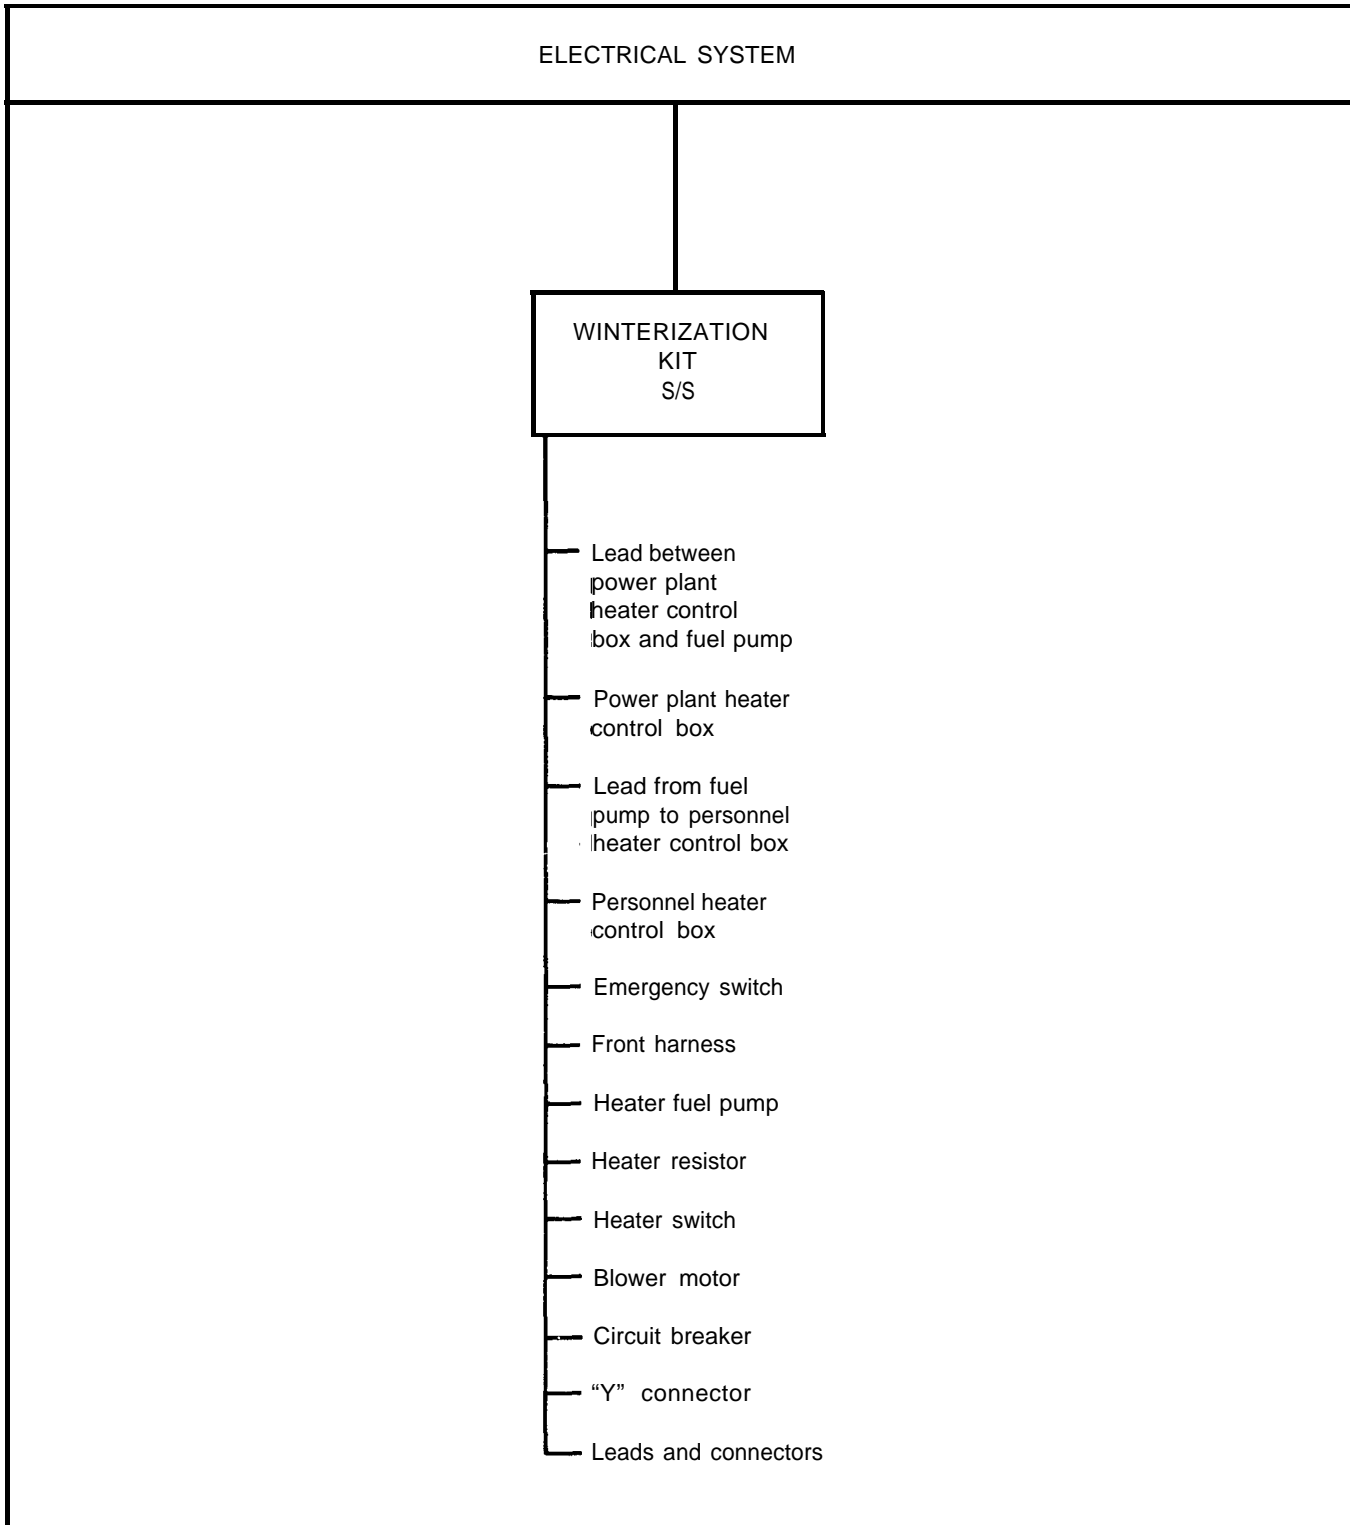 ELECTRICAL SYSTEM
WINTERIZATION
KIT
S/S
Lead between
power plant
heater control
box and fuel pump
Power plant heater
control box
Lead from fuel
pump to personnel
heater control box
Personnel heater
control box
Emergency switch
Front harness
Heater fuel pump
Heater resistor
Heater switch
Blower motor
Circuit breaker
“Y” connector
Leads and connectors